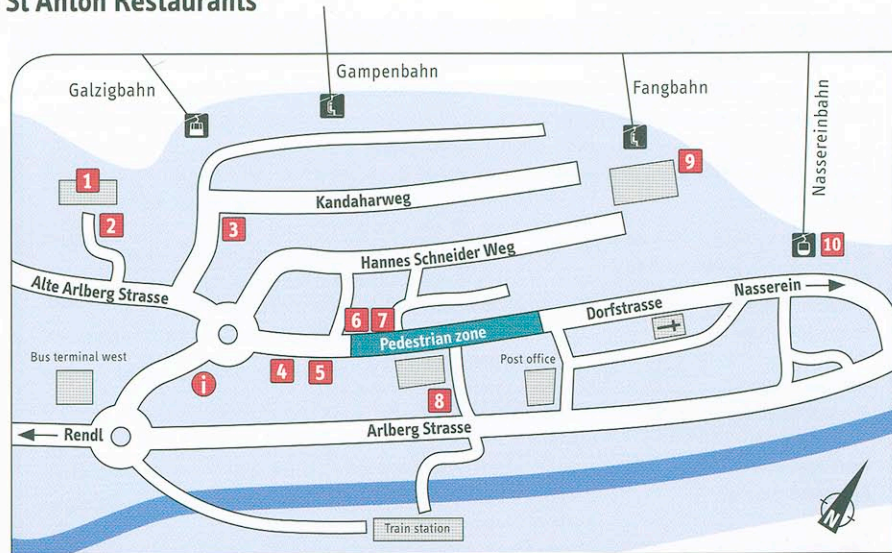 St Anton Restaurants
Galzigbahn
Gampenbahn
Fangbahn
Nassereinbahn
1
2
3
9
10
Kandaharweg
Hannes Schneider Weg
Alte Arlberg Strasse
Nasserein
Dorfstrasse
6 7
Pedestrian zone
Bus terminal west
i
4 5
Post office
8
Rendl
Arlberg Strasse
Train station
N